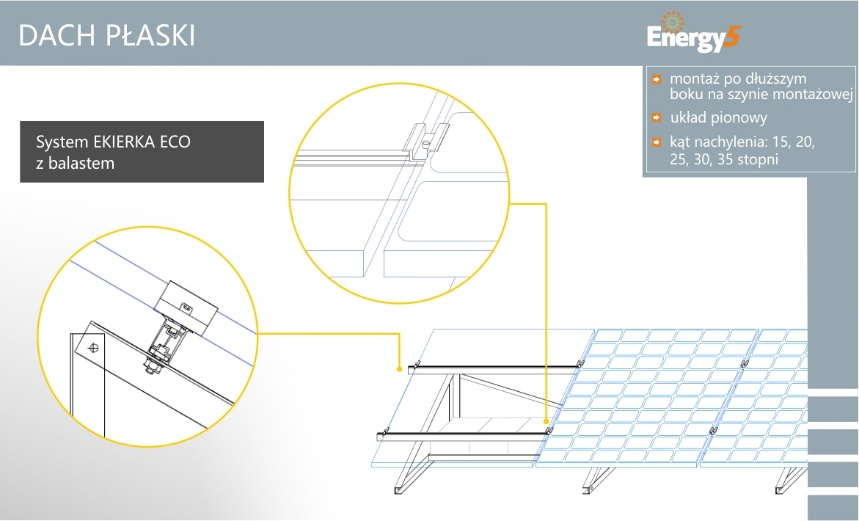 DACH PŁASKI
Energy5
montaż po dłuższym
boku na szynie montażowej
układ pionowy
kąt nachylenia: 15, 20,
25, 30, 35 stopni
System EKIERKA ECO
z balastem